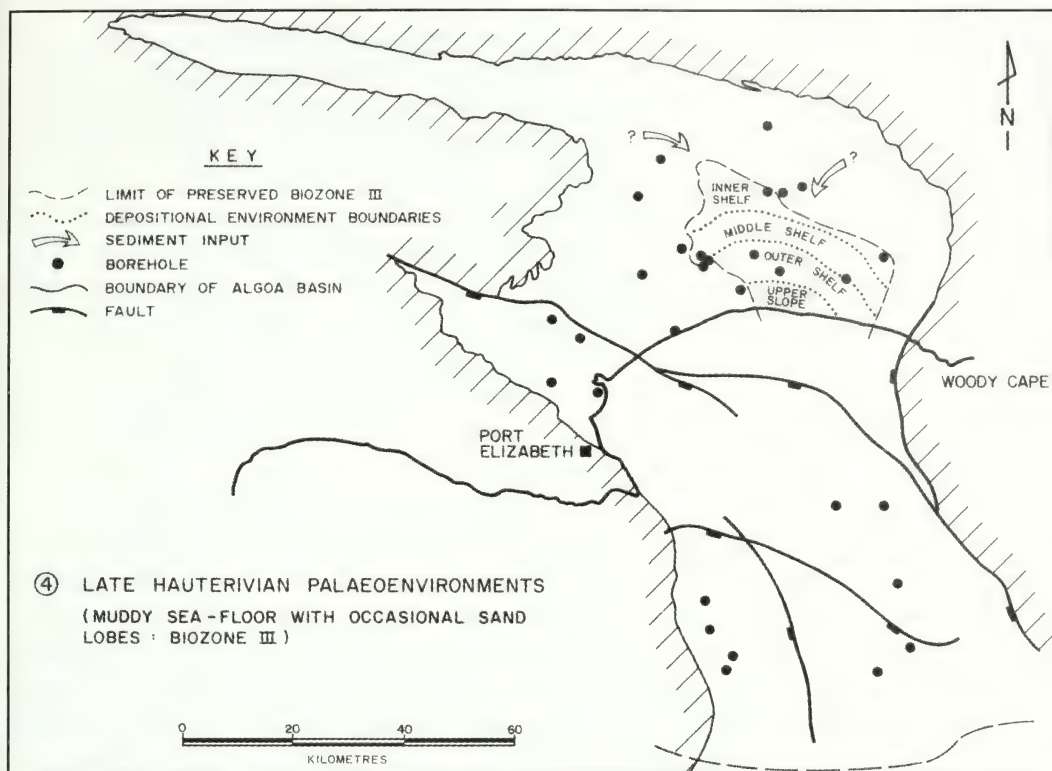 KEY
LIMIT OF PRESERVED BIOZONE III
DEPOSITIONAL ENVIRONMENT BOUNDARIES
SEDIMENT INPUT
BOREHOLE
BOUNDARY OF ALGOA BASIN
FAULT
N
?
?
INNER
SHELF
MIDDLE SHELF
OUTER SHELF
UPPER
SLOPE
WOODY CAPE
PORT
ELIZABETH
④ LATE HAUTERIVIAN PALAEOENVIRONMENTS
(MUDDY SEA-FLOOR WITH OCCASIONAL SAND
LOBES : BIOZONE III)
0 20 40 60
KILOMETRES